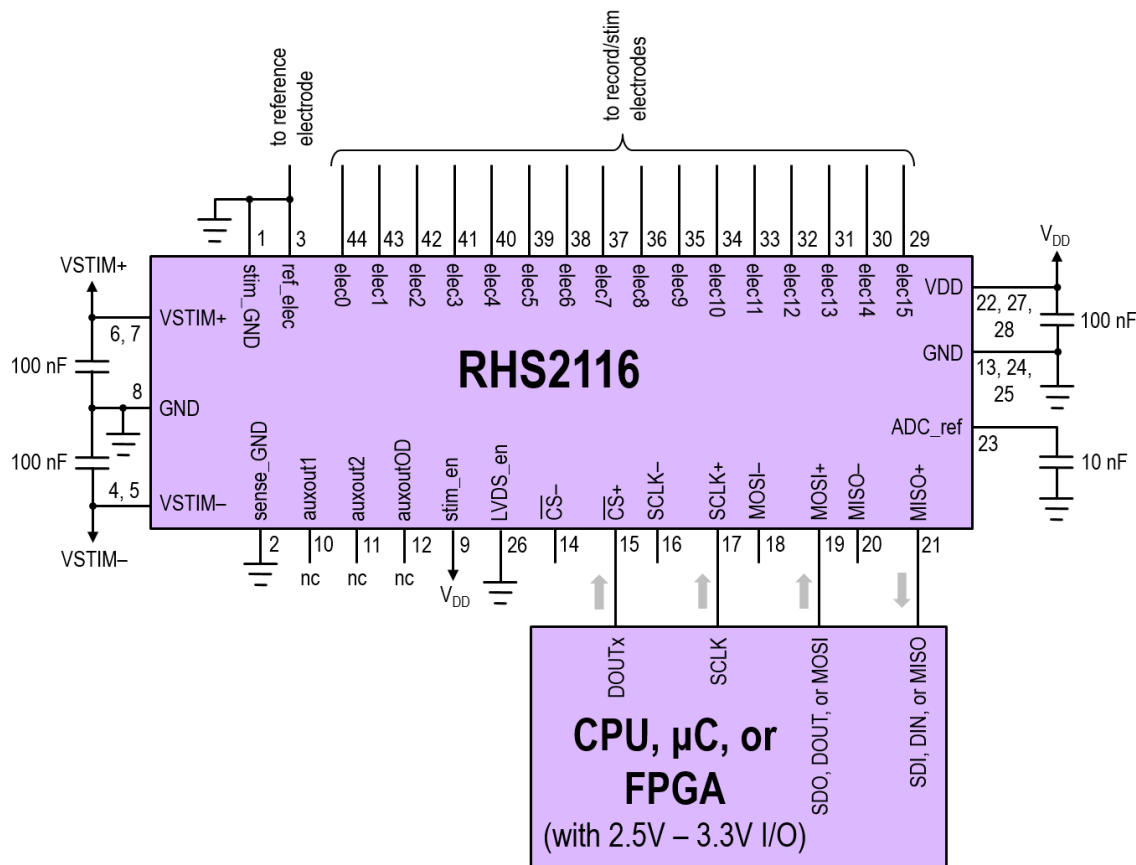 to reference
electrode
to record/stim
electrodes
1
3
44
43
42
41
40
39
38
37
36
35
34
33
32
31
30
29
stim_GND
ref_elec
elec0
elec1
elec2
elec3
elec4
elec5
elec6
elec7
elec8
elec9
elec10
elec11
elec12
elec13
elec14
elec15
VSTIM+
VSTIM+
6, 7
100 nF
8
GND
100 nF
4, 5
VSTIM–
VSTIM–
RHS2116
VDD
VDD
22, 27,
28
100 nF
GND
13, 24,
25
ADC_ref
23
10 nF
sense_GND
auxout1
auxout2
auxoutOD
stim_en
LVDS_en
CS–
CS+
SCLK–
SCLK+
MOSI–
MOSI+
MISO–
MISO+
2
10
11
12
9
26
14
15
16
17
18
19
20
21
nc
nc
nc
VDD
DOUTx
SCLK
SDO, DOUT, or MOSI
SDI, DIN, or MISO
CPU, µC, or
FPGA
(with 2.5V – 3.3V I/O)